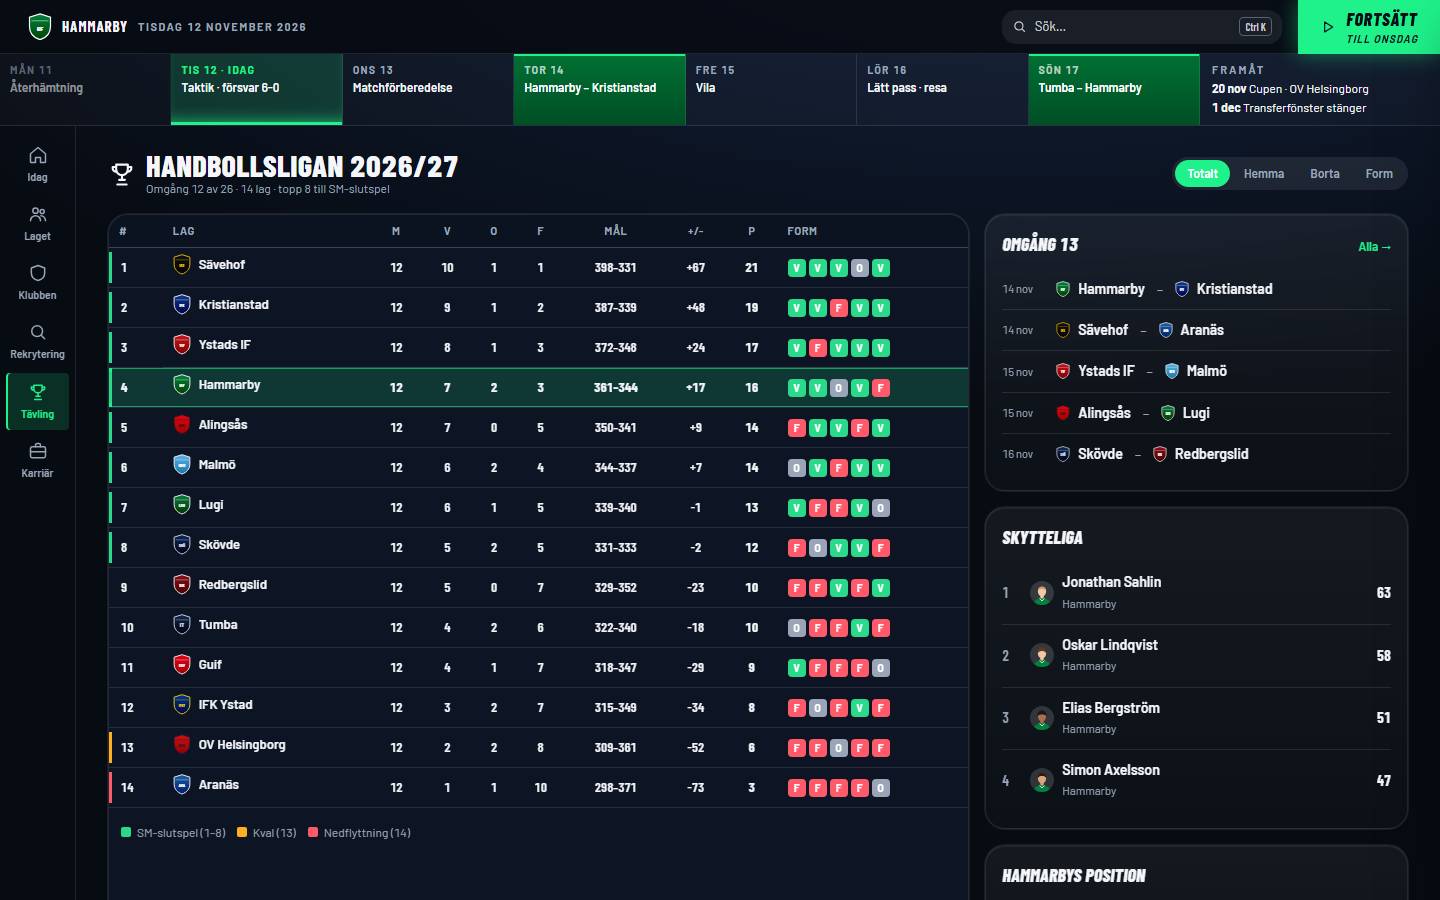 HAMMARBY TISDAG 12 NOVEMBER 2026
Sök... Ctrl K
FORTSÄTT
TILL ONSDAG
MÅN 11
Återhämtning
TIS 12 · IDAG
Taktik · försvar 6-0
ONS 13
Matchförberedelse
TOR 14
Hammarby – Kristianstad
FRE 15
Vila
LÖR 16
Lätt pass · resa
SÖN 17
Tumba – Hammarby
FRAMÅT
20 nov Cupen · OV Helsingborg
1 dec Transferfönster stänger
Idag
Laget
Klubben
Rekrytering
Tävling
Karriär
HANDBOLLSLIGAN 2026/27
Omgång 12 av 26 · 14 lag · topp 8 till SM-slutspel
Totalt Hemma Borta Form
# LAG M V O F MÅL +/- P FORM
1 Sävehof 12 10 1 1 398-331 +67 21 V V V O V
2 Kristianstad 12 9 1 2 387-339 +48 19 V V F V V
3 Ystads IF 12 8 1 3 372-348 +24 17 V F V V V
4 Hammarby 12 7 2 3 361-344 +17 16 V V O V F
5 Alingsås 12 7 0 5 350-341 +9 14 F V V F V
6 Malmö 12 6 2 4 344-337 +7 14 O V F V V
7 Lugi 12 6 1 5 339-340 -1 13 V F F V O
8 Skövde 12 5 2 5 331-333 -2 12 F O V V F
9 Redbergslid 12 5 0 7 329-352 -23 10 F F V F V
10 Tumba 12 4 2 6 322-340 -18 10 O F F V F
11 Guif 12 4 1 7 318-347 -29 9 V F F F O
12 IFK Ystad 12 3 2 7 315-349 -34 8 F O F V F
13 OV Helsingborg 12 2 2 8 309-361 -52 6 F F O F F
14 Aranäs 12 1 1 10 298-371 -73 3 F F F F O
SM-slutspel (1-8) Kval (13) Nedflyttning (14)
OMGÅNG 13
Alla →
14 nov Hammarby – Kristianstad
14 nov Sävehof – Aranäs
15 nov Ystads IF – Malmö
15 nov Alingsås – Lugi
16 nov Skövde – Redbergslid
SKYTTELIGA
1 Jonathan Sahlin 63
Hammarby
2 Oskar Lindqvist 58
Hammarby
3 Elias Bergström 51
Hammarby
4 Simon Axelsson 47
Hammarby
HAMMARBYS POSITION